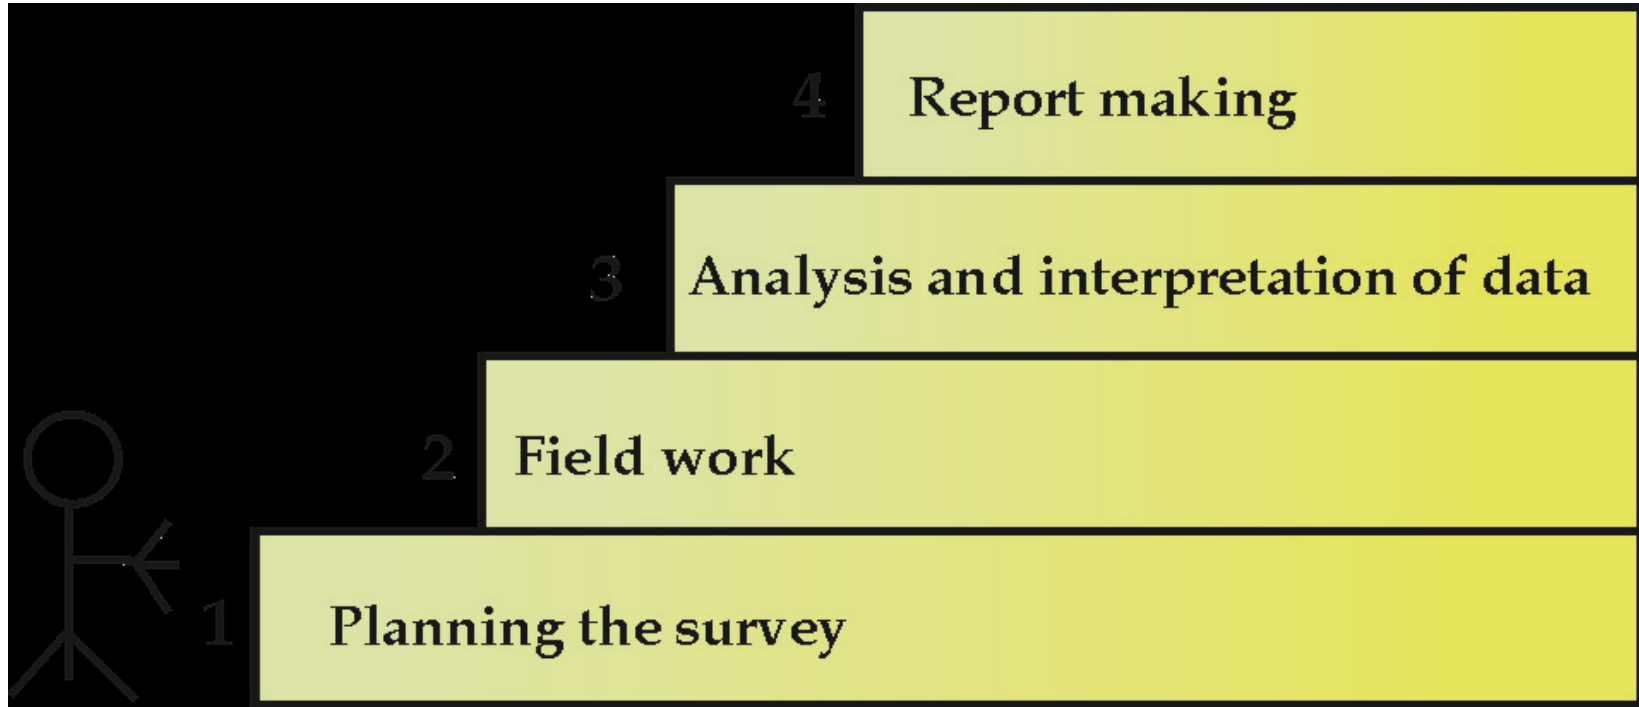 4 Report making
3 Analysis and interpretation of data
2 Field work
1 Planning the survey